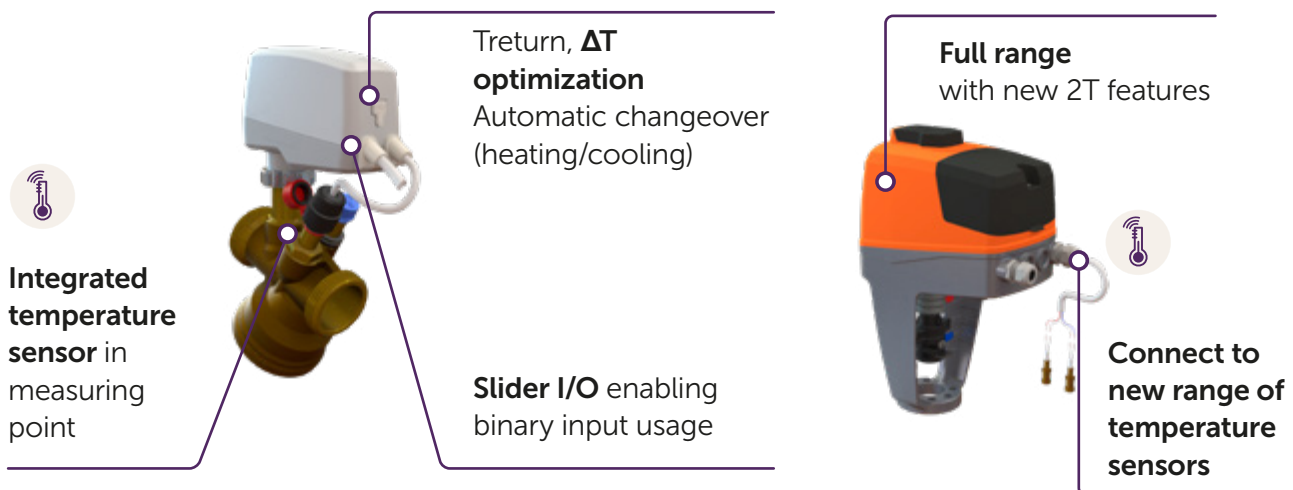 Treturn, ΔT
optimization
Automatic changeover
(heating/cooling)
Integrated
temperature
sensor in
measuring
point
Slider I/O enabling
binary input usage
Full range
with new 2T features
Connect to
new range of
temperature
sensors